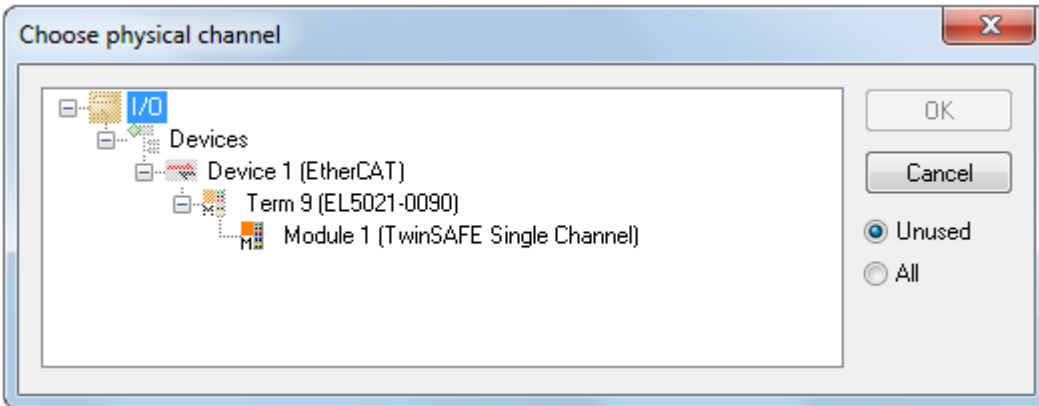 Choose physical channel
I/O
Devices
Device 1 (EtherCAT)
Term 9 (EL5021-0090)
Module 1 (TwinSAFE Single Channel)
OK
Cancel
Unused
All